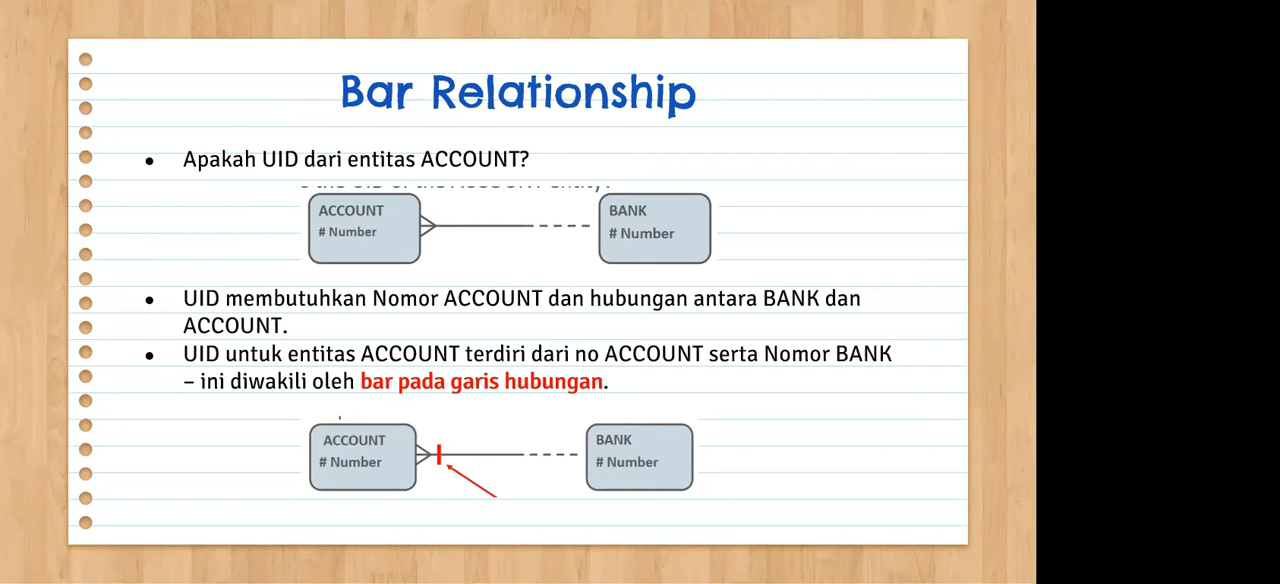 Bar Relationship
● Apakah UID dari entitas ACCOUNT?
ACCOUNT
# Number
BANK
# Number
● UID membutuhkan Nomor ACCOUNT dan hubungan antara BANK dan
ACCOUNT.
● UID untuk entitas ACCOUNT terdiri dari no ACCOUNT serta Nomor BANK
– ini diwakili oleh bar pada garis hubungan.
ACCOUNT
# Number
BANK
# Number